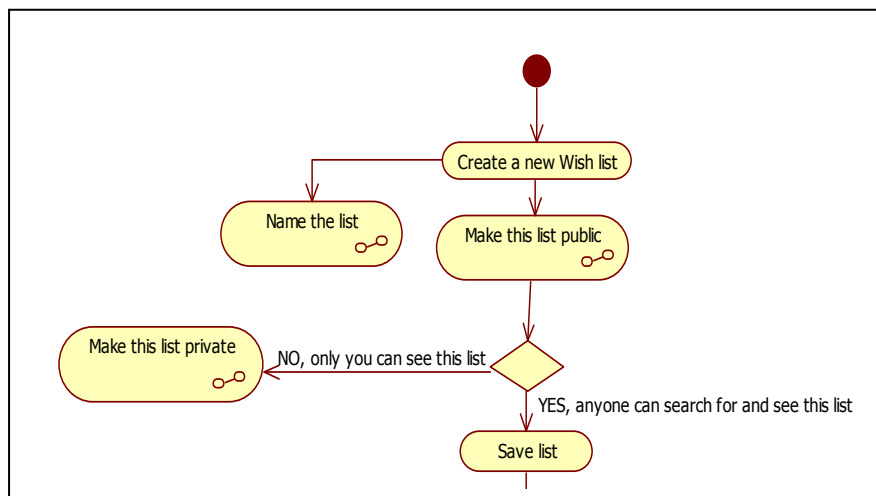 Create a new Wish list
Name the list
Make this list public
Make this list private
NO, only you can see this list
YES, anyone can search for and see this list
Save list